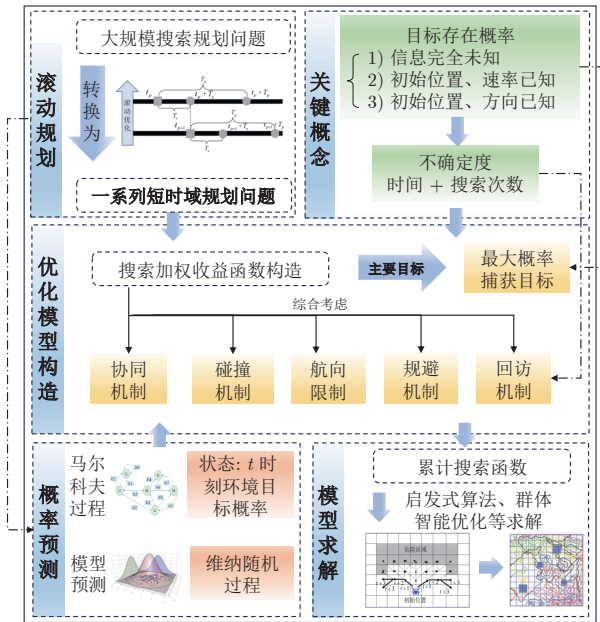 滚动规划
大规模搜索规划问题
转换为
滚动优化
一系列短时域规划问题
关键概念
目标存在概率
1) 信息完全未知
2) 初始位置、速率已知
3) 初始位置、方向已知
不确定度
时间 + 搜索次数
优化模型构造
搜索加权收益函数构造
主要目标
最大概率
捕获目标
综合考虑
协同
机制
碰撞
机制
航向
限制
规避
机制
回访
机制
概率预测
马尔
科夫
过程
状态: t 时
刻环境目
标概率
模型
预测
维纳随机
过程
模型求解
累计搜索函数
启发式算法、群体
智能优化等求解
危险区域
初始位置